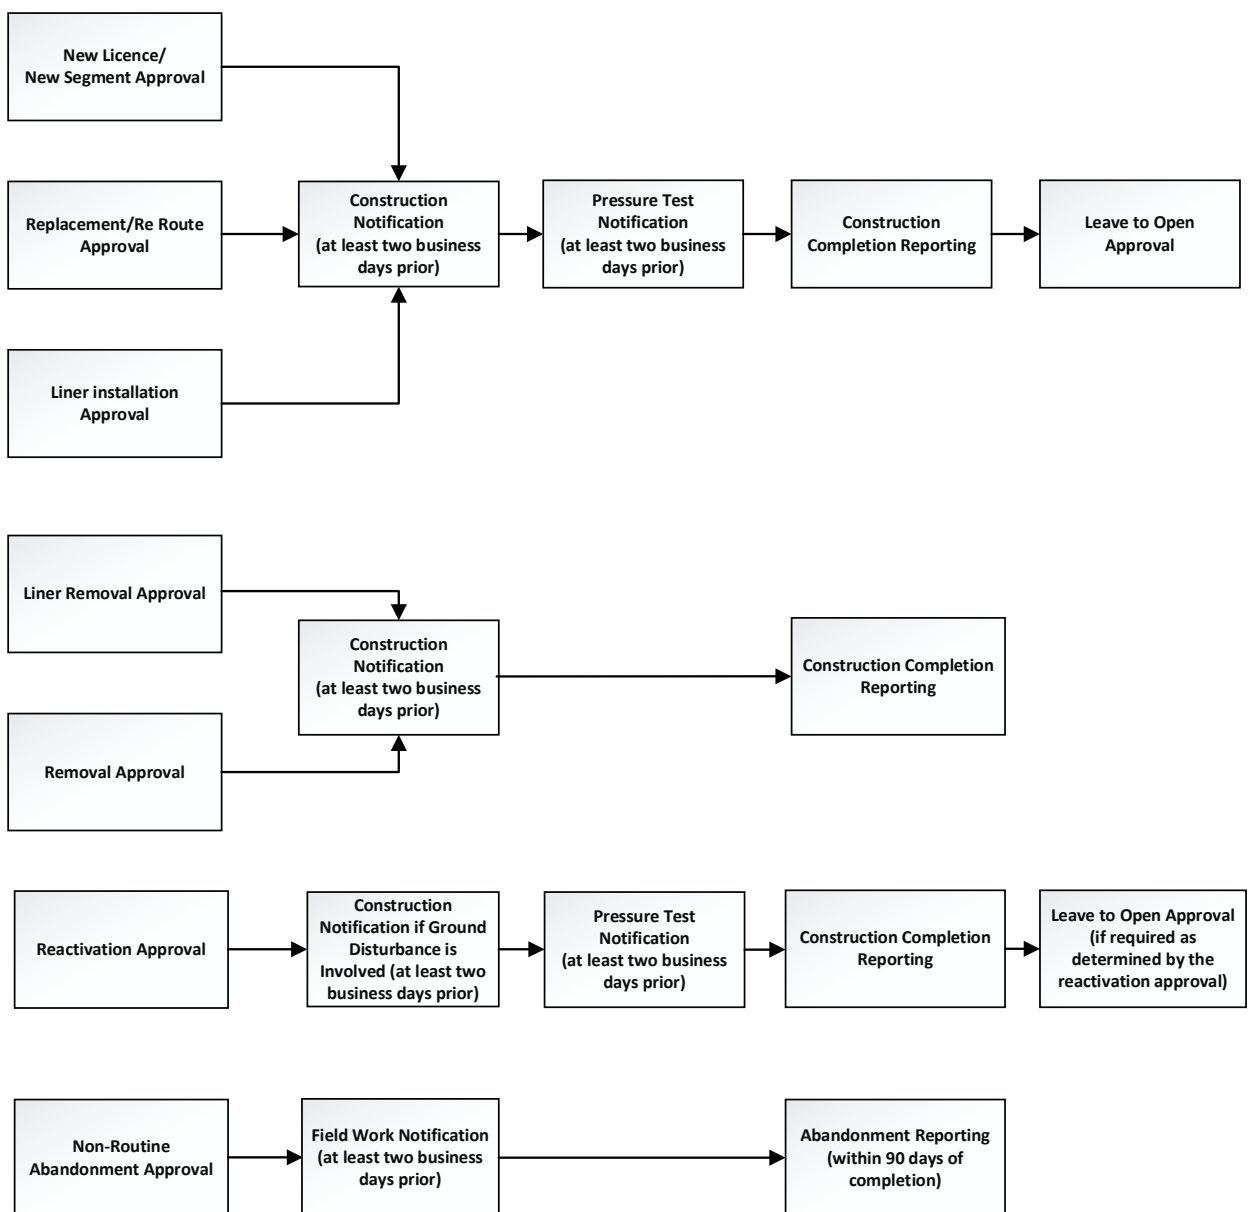 New Licence/
New Segment Approval
Replacement/Re Route
Approval
Construction
Notification
(at least two business
days prior)
Pressure Test
Notification
(at least two business
days prior)
Construction
Completion Reporting
Leave to Open
Approval
Liner installation
Approval
Liner Removal Approval
Construction
Notification
(at least two business
days prior)
Construction Completion
Reporting
Removal Approval
Reactivation Approval
Construction
Notification if Ground
Disturbance is
Involved (at least two
business days prior)
Pressure Test
Notification
(at least two business
days prior)
Construction Completion
Reporting
Leave to Open Approval
(if required as
determined by the
reactivation approval)
Non-Routine
Abandonment Approval
Field Work Notification
(at least two business
days prior)
Abandonment Reporting
(within 90 days of
completion)